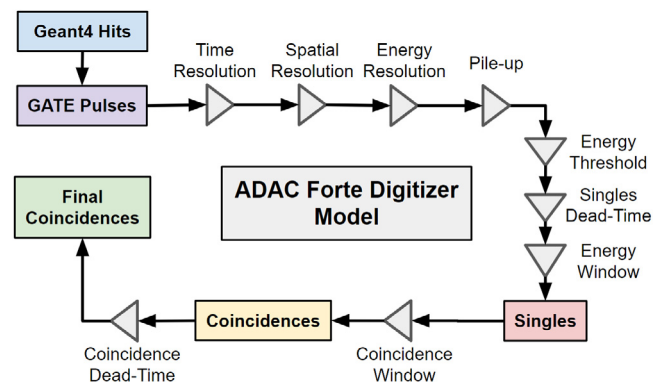 Geant4 Hits
GATE Pulses
Time
Resolution
Spatial
Resolution
Energy
Resolution
Pile-up
Energy
Threshold
Singles
Dead-Time
Energy
Window
ADAC Forte Digitizer
Model
Final
Coincidences
Singles
Coincidence
Window
Coincidences
Coincidence
Dead-Time